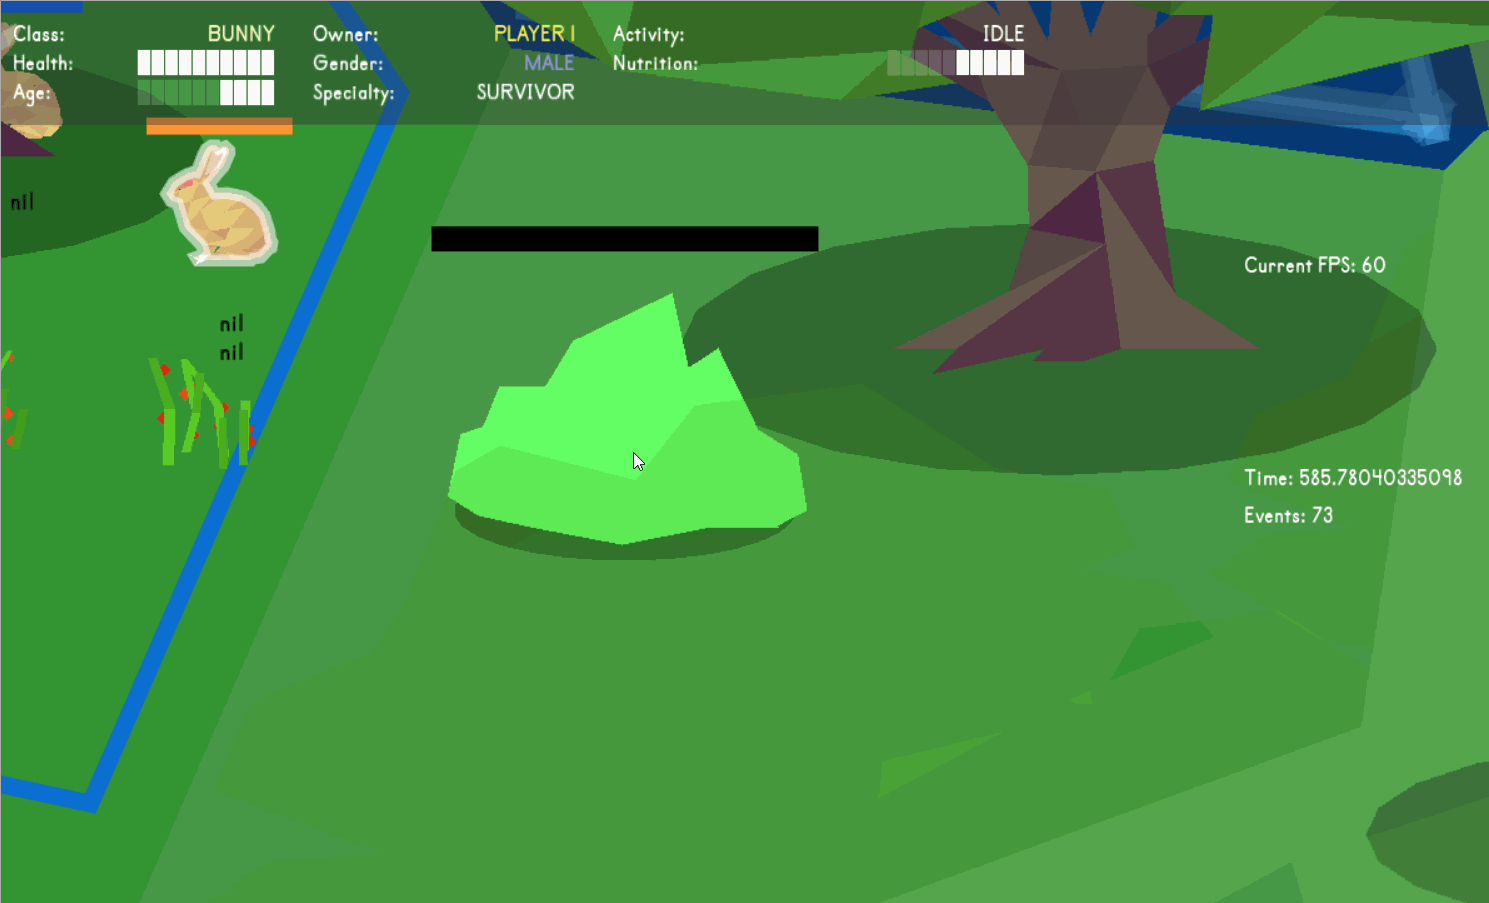 Class: BUNNY Owner: PLAYER 1 Activity: IDLE
Health: Gender: MALE Nutrition:
Age: Specialty: SURVIVOR
nil
Current FPS: 60
nil
nil
Time: 585.78040335098
Events: 73